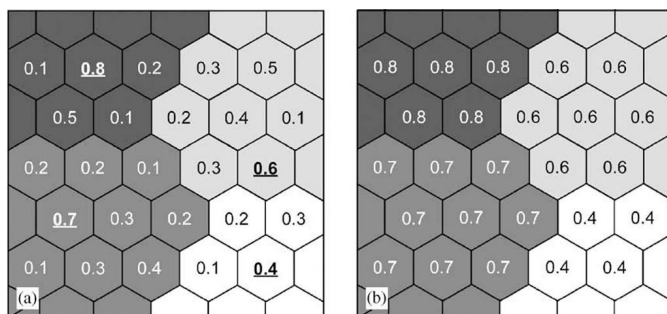 0.1 0.8 0.2 0.3 0.5
0.5 0.1 0.2 0.4 0.1
0.2 0.2 0.1 0.3 0.6
0.7 0.3 0.2 0.2 0.3
0.1 0.3 0.4 0.1 0.4
(a)
0.8 0.8 0.8 0.6 0.6
0.8 0.8 0.6 0.6 0.6
0.7 0.7 0.7 0.6 0.6
0.7 0.7 0.7 0.4 0.4
0.7 0.7 0.7 0.4 0.4
(b)